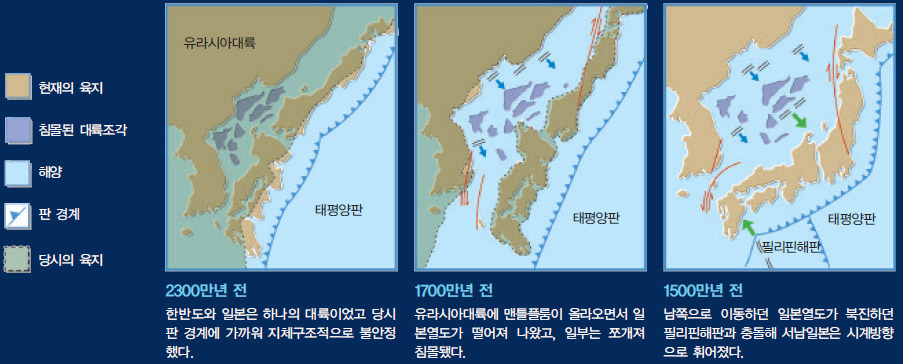 현재의 육지
침몰된 대륙조각
해양
판 경계
당시의 육지
유라시아대륙
태평양판
2300만년 전
한반도와 일본은 하나의 대륙이었고 당시
판 경계에 가까워 지체구조적으로 불안정
했다.
태평양판
1700만년 전
유라시아대륙에 맨틀플룸이 올라오면서 일
본열도가 떨어져 나왔고, 일부는 쪼개져
침몰됐다.
태평양판
필리핀해판
1500만년 전
남쪽으로 이동하던 일본열도가 북진하던
필리핀해판과 충돌해 서남일본은 시계방향
으로 휘어졌다.